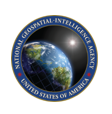 NATIONAL GEOSPATIAL-INTELLIGENCE AGENCY
UNITED STATES OF AMERICA